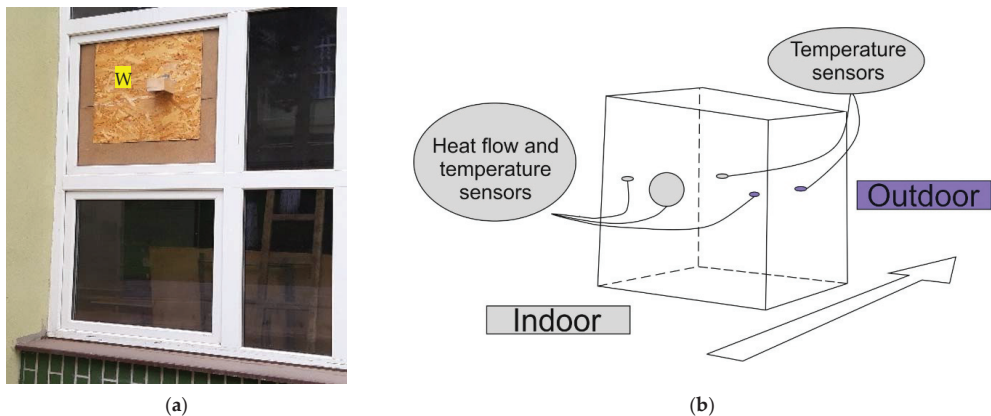 W
Temperature
sensors
Heat flow and
temperature
sensors
Outdoor
Indoor
(a)
(b)